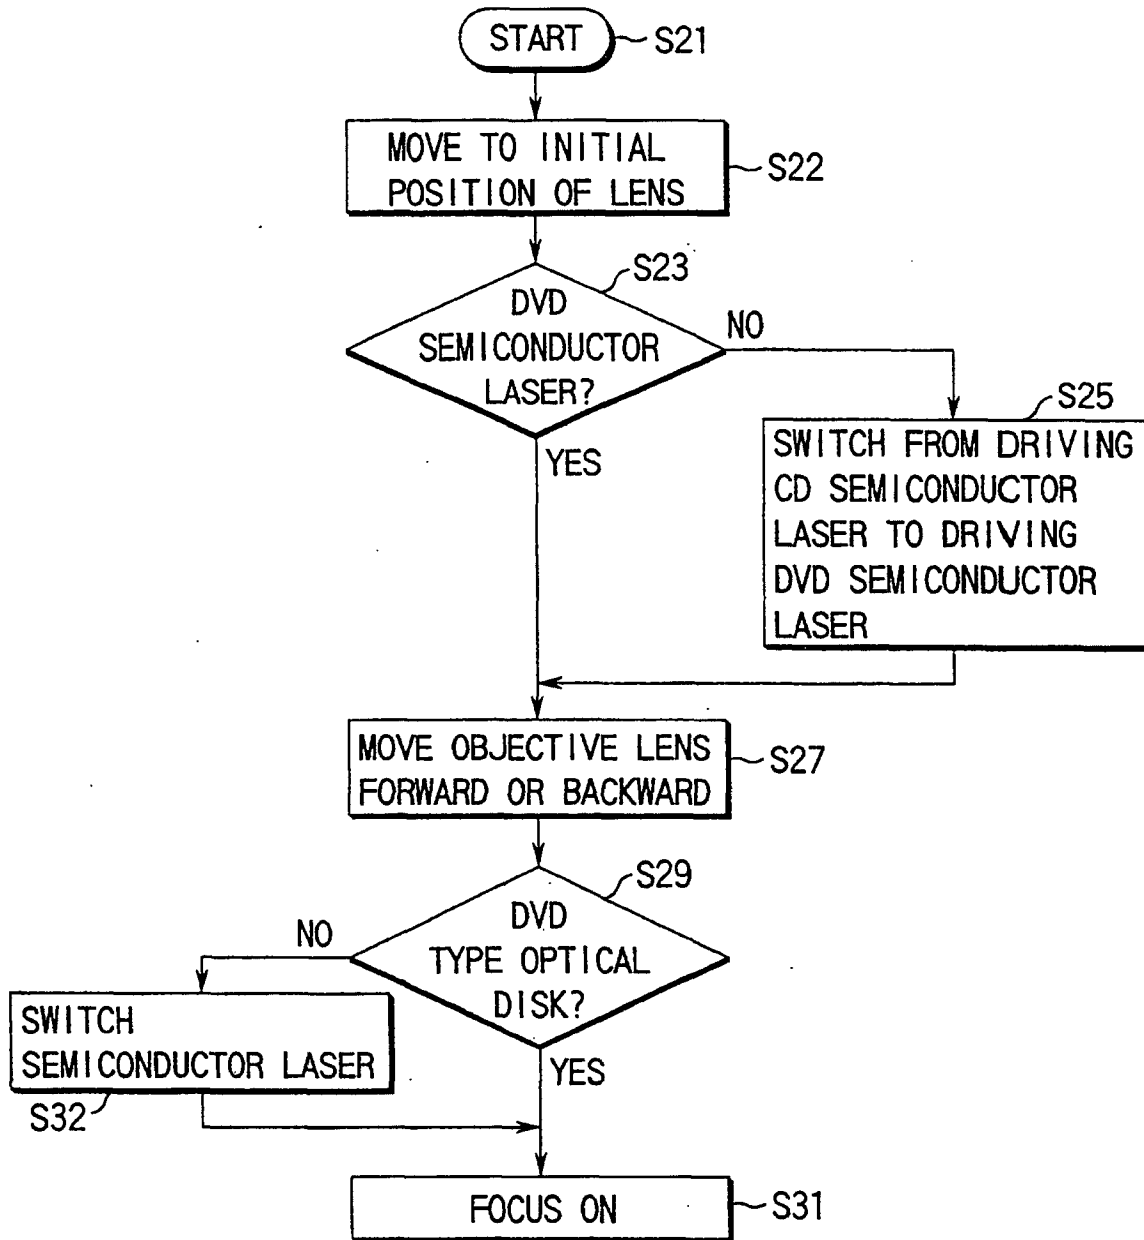 START
S21
MOVE TO INITIAL
POSITION OF LENS
S22
S23
DVD
SEMICONDUCTOR
LASER?
NO
YES
S25
SWITCH FROM DRIVING
CD SEMICONDUCTOR
LASER TO DRIVING
DVD SEMICONDUCTOR
LASER
MOVE OBJECTIVE LENS
FORWARD OR BACKWARD
S27
S29
DVD
TYPE OPTICAL
DISK?
NO
YES
SWITCH
SEMICONDUCTOR LASER
S32
FOCUS ON
S31